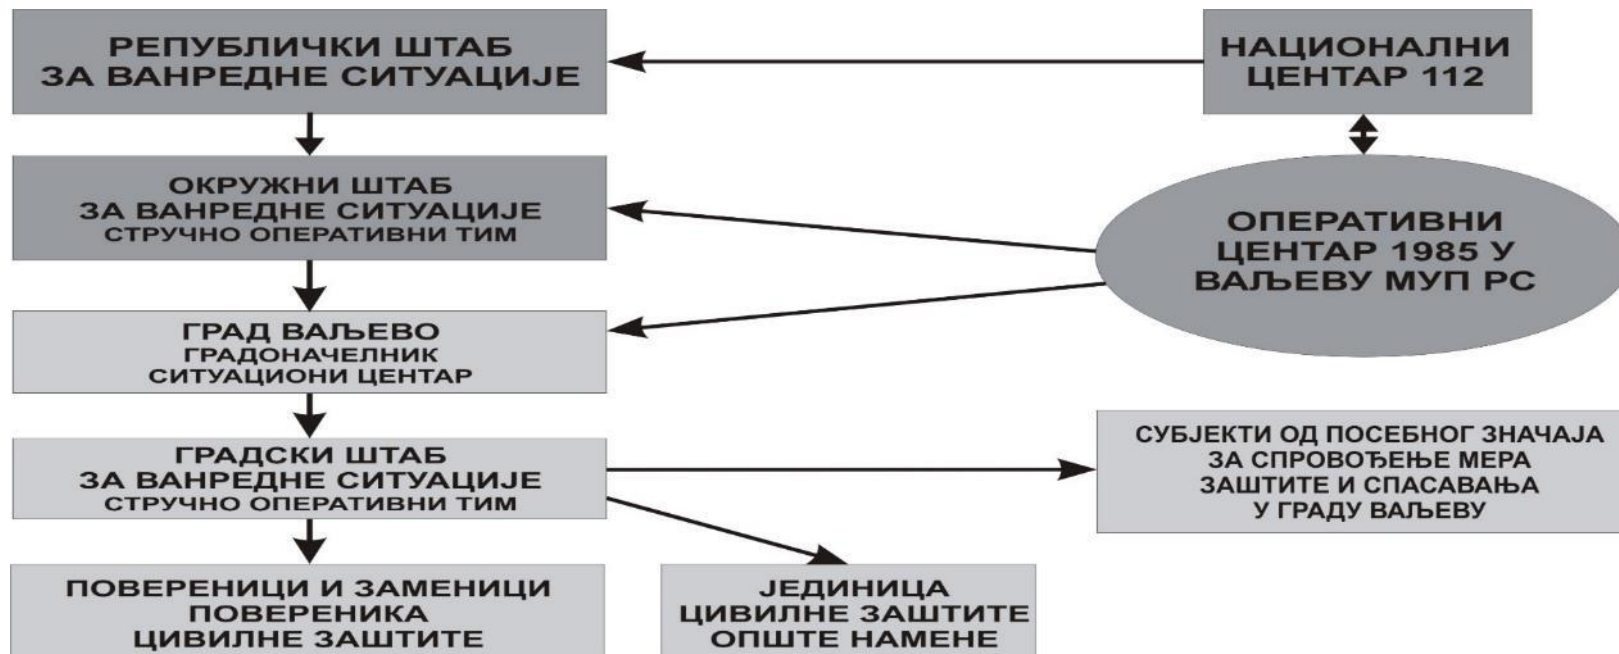 РЕПУБЛИЧКИ ШТАБ
ЗА ВАНРЕДНЕ СИТУАЦИЈЕ
НАЦИОНАЛНИ
ЦЕНТАР 112
ОКРУЖНИ ШТАБ
ЗА ВАНРЕДНЕ СИТУАЦИЈЕ
СТРУЧНО ОПЕРАТИВНИ ТИМ
ОПЕРАТИВНИ
ЦЕНТАР 1985 У
ВАЉЕВУ МУП РС
ГРАД ВАЉЕВО
ГРАДОНАЧЕЛНИК
СИТУАЦИОНИ ЦЕНТАР
ГРАДСКИ ШТАБ
ЗА ВАНРЕДНЕ СИТУАЦИЈЕ
СТРУЧНО ОПЕРАТИВНИ ТИМ
СУБЈЕКТИ ОД ПОСЕБНОГ ЗНАЧАЈА
ЗА СПРОВОЂЕЊЕ МЕРА
ЗАШТИТЕ И СПАСАВАЊА
У ГРАДУ ВАЉЕВУ
ПОВЕРЕНИЦИ И ЗАМЕНИЦИ
ПОВЕРЕНИКА
ЦИВИЛНЕ ЗАШТИТЕ
ЈЕДИНИЦА
ЦИВИЛНЕ ЗАШТИТЕ
ОПШТЕ НАМЕНЕ